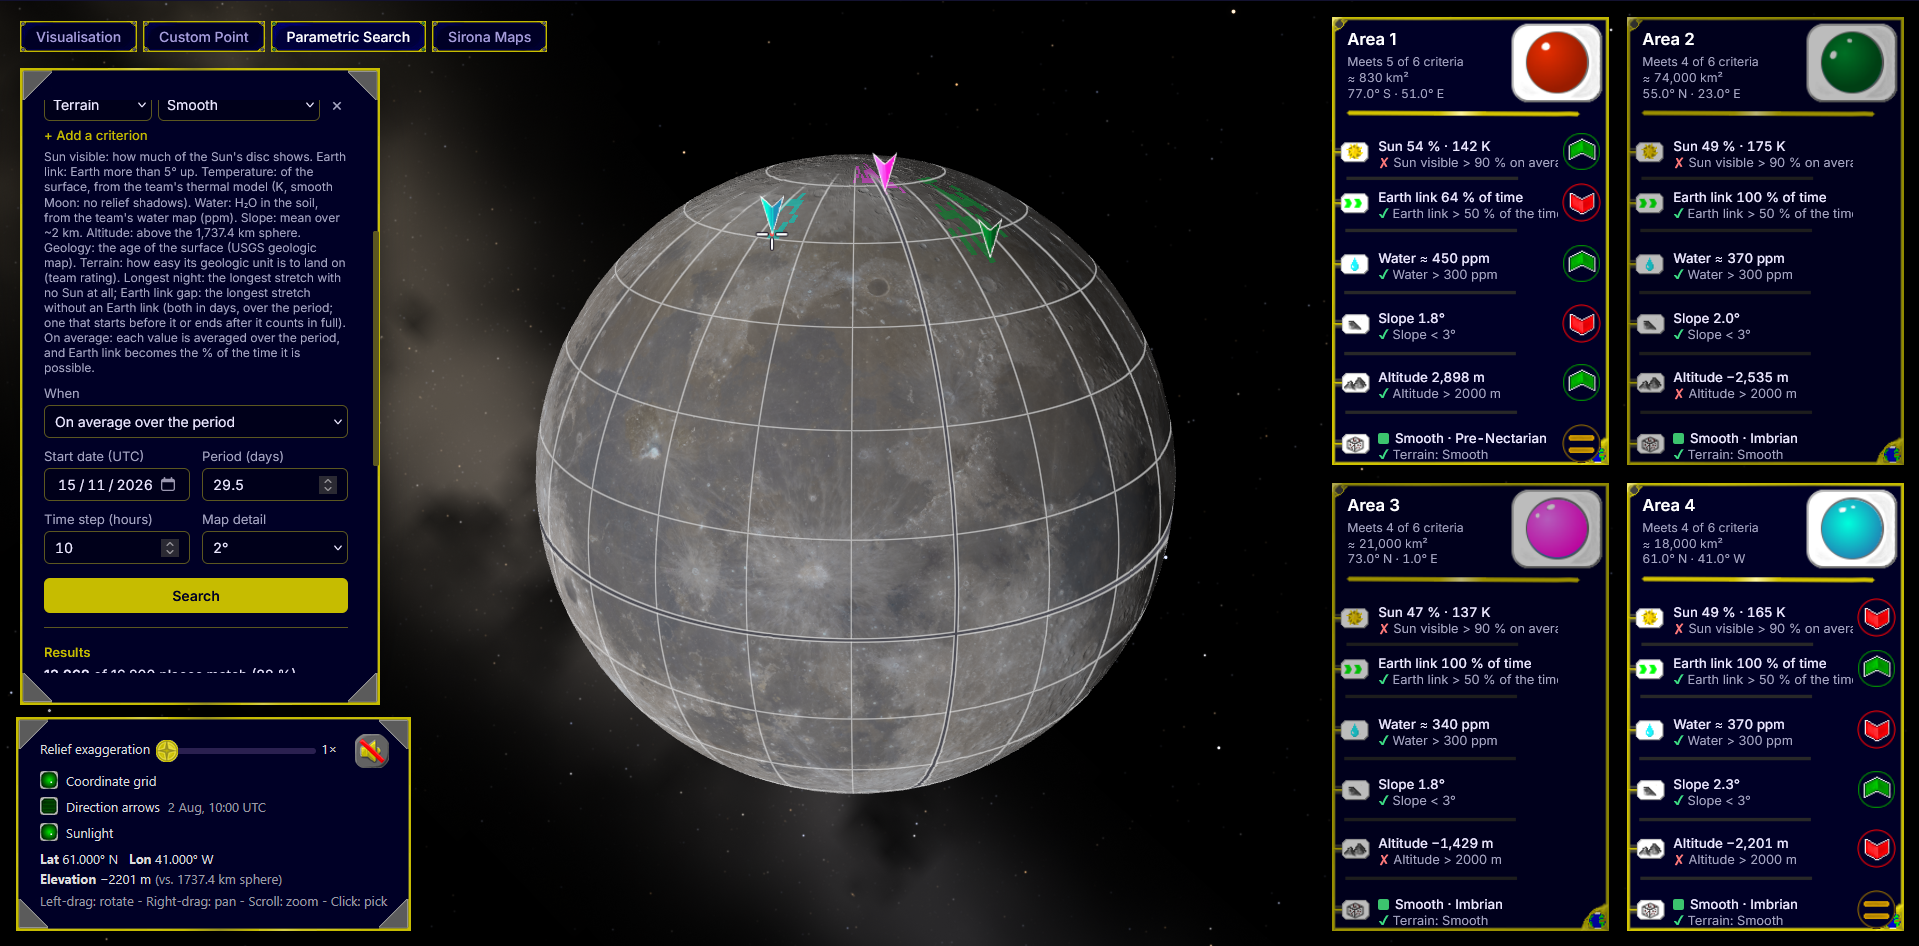 Visualisation
Custom Point
Parametric Search
Sirona Maps
Terrain
Smooth
+ Add a criterion
Sun visible: how much of the Sun's disc shows. Earth
link: Earth more than 5° up. Temperature: of the
surface, from the team's thermal model (K, smooth
Moon: no relief shadows). Water: H₂O in the soil,
from the team's water map (ppm). Slope: mean over
~2 km. Altitude: above the 1,737.4 km sphere.
Geology: the age of the surface (USGS geologic
map). Terrain: how easy its geologic unit is to land on
(team rating). Longest night: the longest stretch with
no Sun at all; Earth link gap: the longest stretch
without an Earth link (both in days, over the period;
one that starts before it or ends after it counts in full).
On average: each value is averaged over the period,
and Earth link becomes the % of the time it is
possible.
When
On average over the period
Start date (UTC)
Period (days)
15 / 11 / 2026
29.5
Time step (hours)
Map detail
10
2°
Search
Results
Relief exaggeration
1×
Coordinate grid
Direction arrows 2 Aug, 10:00 UTC
Sunlight
Lat 61.000° N Lon 41.000° W
Elevation −2201 m (vs. 1737.4 km sphere)
Left-drag: rotate - Right-drag: pan - Scroll: zoom - Click: pick
Area 1
Meets 5 of 6 criteria
≈ 830 km²
77.0° S · 51.0° E
Sun 54 % · 142 K
✗ Sun visible > 90 % on avera
Earth link 64 % of time
✓ Earth link > 50 % of the tim
Water ≈ 450 ppm
✓ Water > 300 ppm
Slope 1.8°
✓ Slope < 3°
Altitude 2,898 m
✓ Altitude > 2000 m
Smooth · Pre-Nectarian
✓ Terrain: Smooth
Area 2
Meets 4 of 6 criteria
≈ 74,000 km²
55.0° N · 23.0° E
Sun 49 % · 175 K
✗ Sun visible > 90 % on avera
Earth link 100 % of time
✓ Earth link > 50 % of the tim
Water ≈ 370 ppm
✓ Water > 300 ppm
Slope 2.0°
✓ Slope < 3°
Altitude −2,535 m
✗ Altitude > 2000 m
Smooth · Imbrian
✓ Terrain: Smooth
Area 3
Meets 4 of 6 criteria
≈ 21,000 km²
73.0° N · 1.0° E
Sun 47 % · 137 K
✗ Sun visible > 90 % on avera
Earth link 100 % of time
✓ Earth link > 50 % of the tim
Water ≈ 340 ppm
✓ Water > 300 ppm
Slope 1.8°
✓ Slope < 3°
Altitude −1,429 m
✗ Altitude > 2000 m
Smooth · Imbrian
✓ Terrain: Smooth
Area 4
Meets 4 of 6 criteria
≈ 18,000 km²
61.0° N · 41.0° W
Sun 49 % · 165 K
✗ Sun visible > 90 % on avera
Earth link 100 % of time
✓ Earth link > 50 % of the tim
Water ≈ 370 ppm
✓ Water > 300 ppm
Slope 2.3°
✓ Slope < 3°
Altitude −2,201 m
✗ Altitude > 2000 m
Smooth · Imbrian
✓ Terrain: Smooth